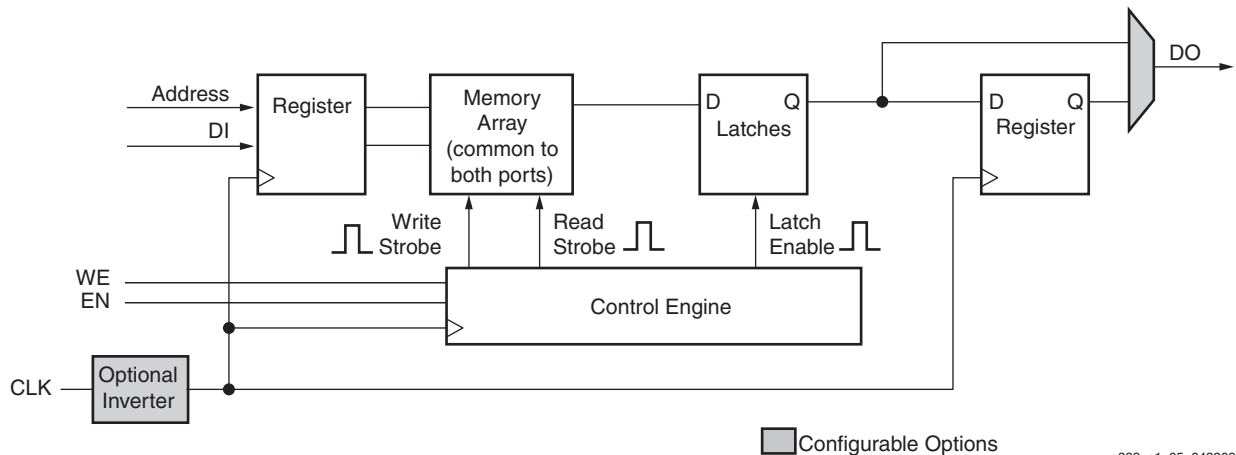 Address
DI
Register
Memory
Array
(common to
both ports)
D Q
Latches
D Q
Register
DO
Write
Strobe
Read
Strobe
Latch
Enable
WE
EN
Control Engine
CLK
Optional
Inverter
Configurable Options